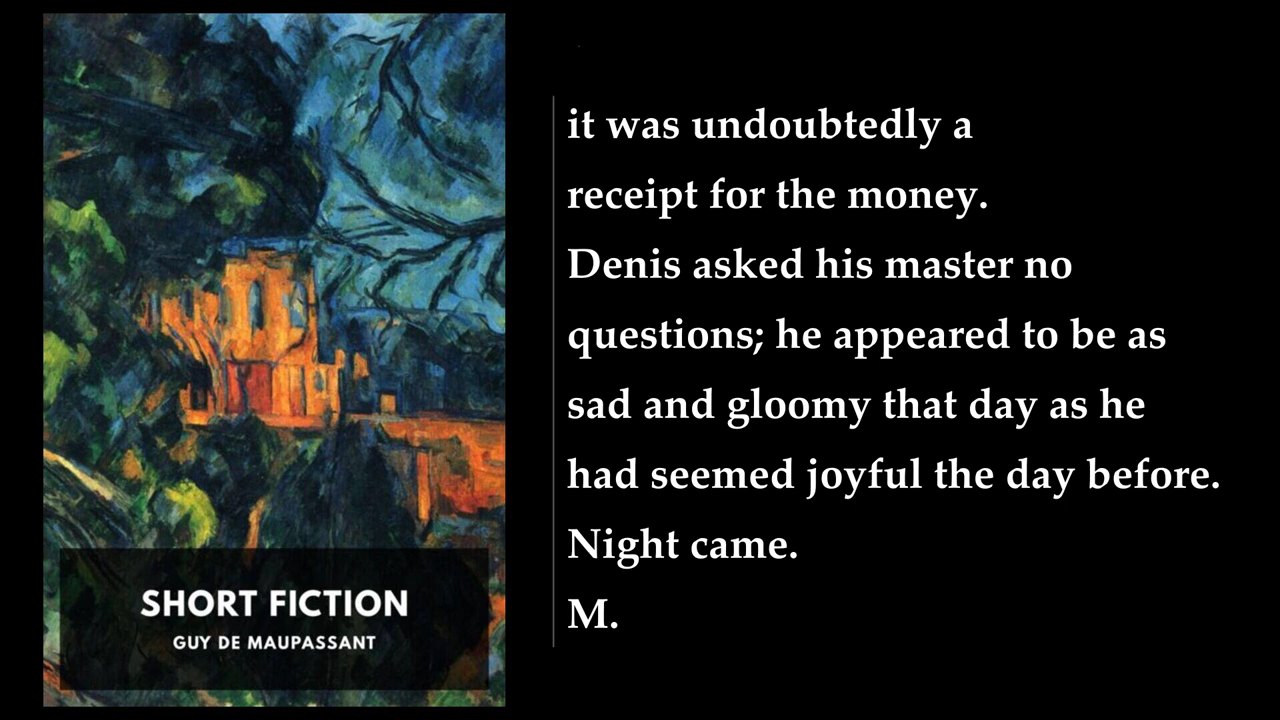 SHORT FICTION
GUY DE MAUPASSANT
it was undoubtedly a
receipt for the money.
Denis asked his master no
questions; he appeared to be as
sad and gloomy that day as he
had seemed joyful the day before.
Night came.
M.